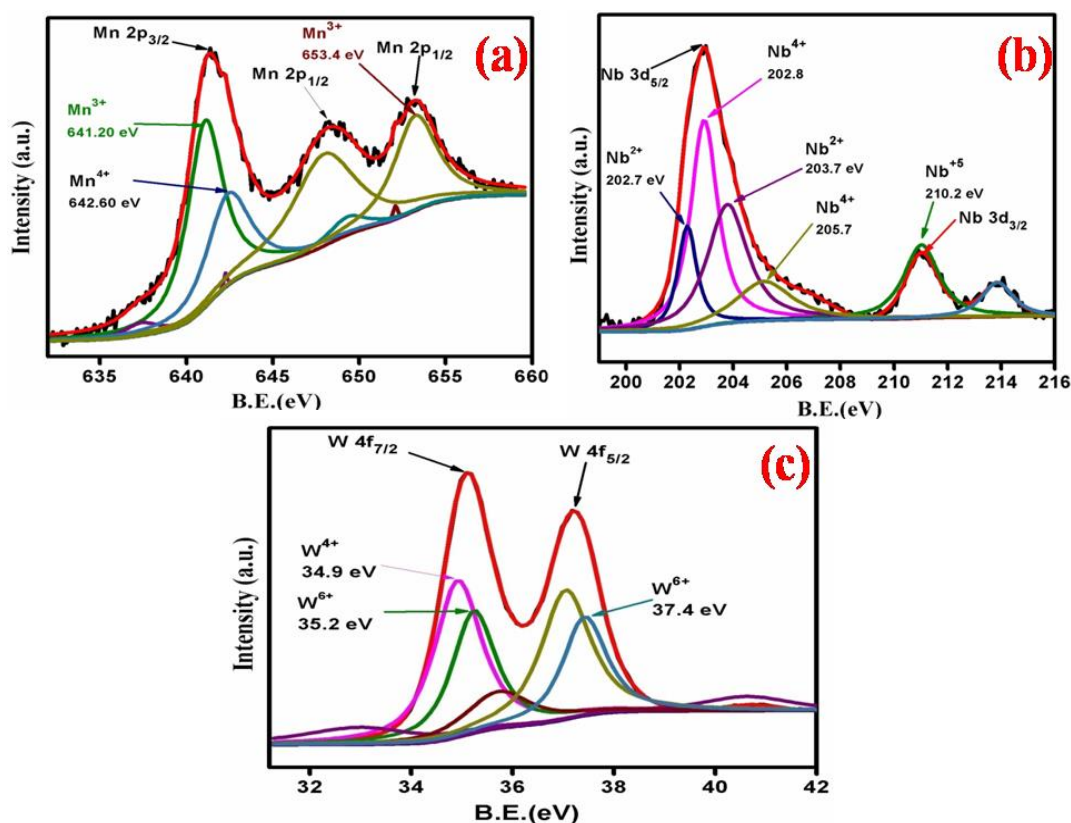 (a)
Mn 2p3/2
Mn3+
653.4 eV
Mn 2p1/2
Mn 2p1/2
Mn3+
641.20 eV
Mn4+
642.60 eV
Intensity (a.u.)
635 640 645 650 655 660
B.E.(eV)
(b)
Nb4+
202.8
Nb 3d5/2
Nb2+
202.7 eV
Nb2+
203.7 eV
Nb4+
205.7
Nb+5
210.2 eV
Nb 3d3/2
Intensity (a.u.)
200 202 204 206 208 210 212 214 216
B.E.(eV)
(c)
W 4f7/2
W 4f5/2
W4+
34.9 eV
W6+
35.2 eV
W6+
37.4 eV
Intensity (a.u.)
32 34 36 38 40 42
B.E.(eV)